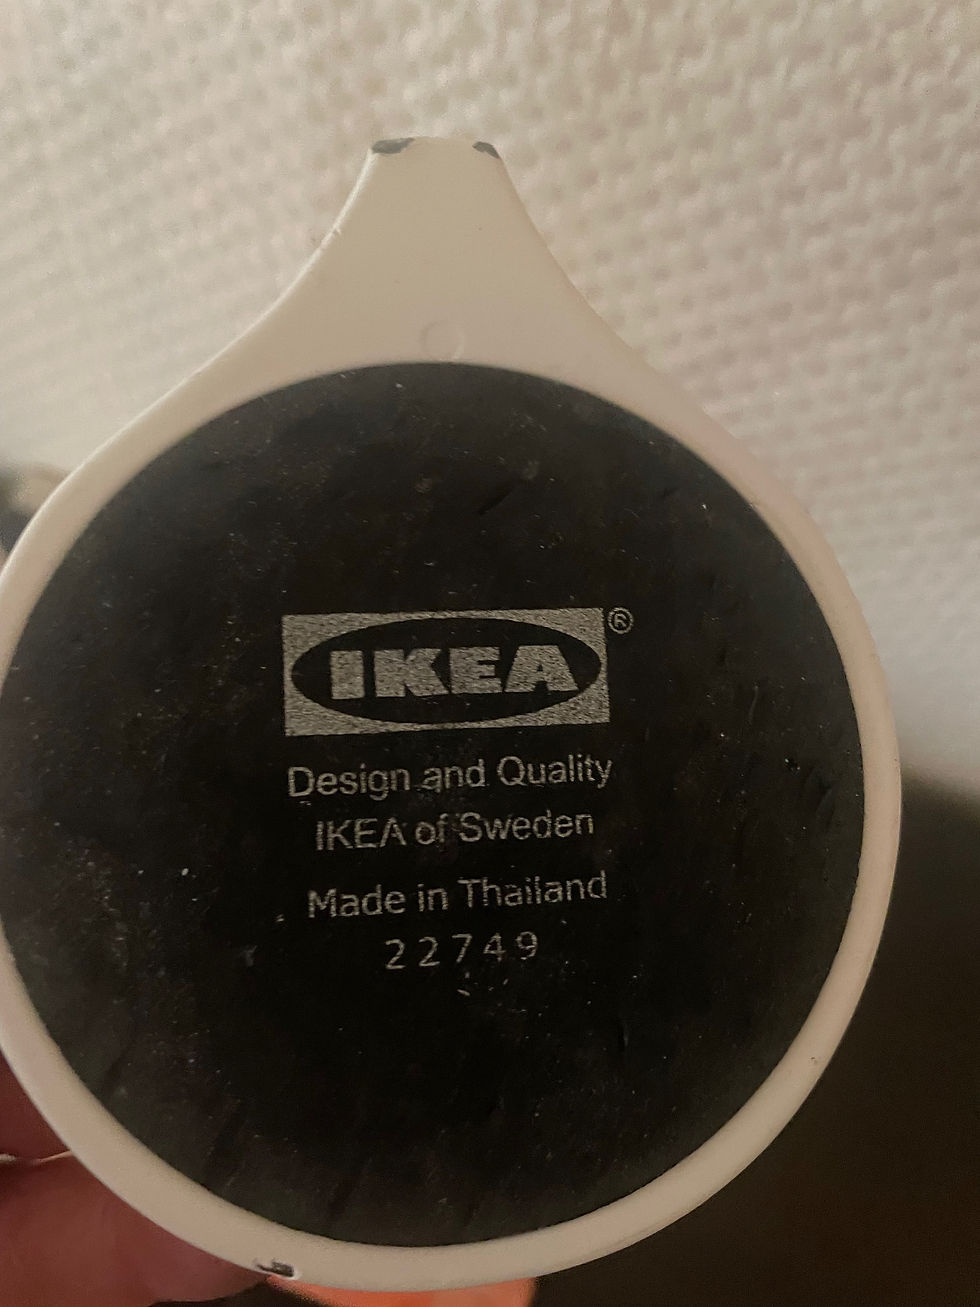 IKEA®
Design and Quality
IKEA of Sweden
Made in Thailand
22749